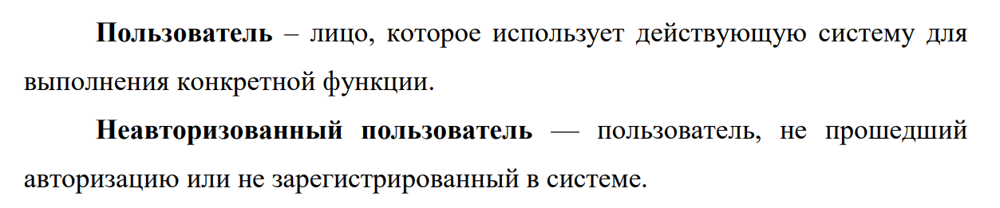 Пользователь – лицо, которое использует действующую систему для
выполнения конкретной функции.
Неавторизованный пользователь — пользователь, не прошедший
авторизацию или не зарегистрированный в системе.